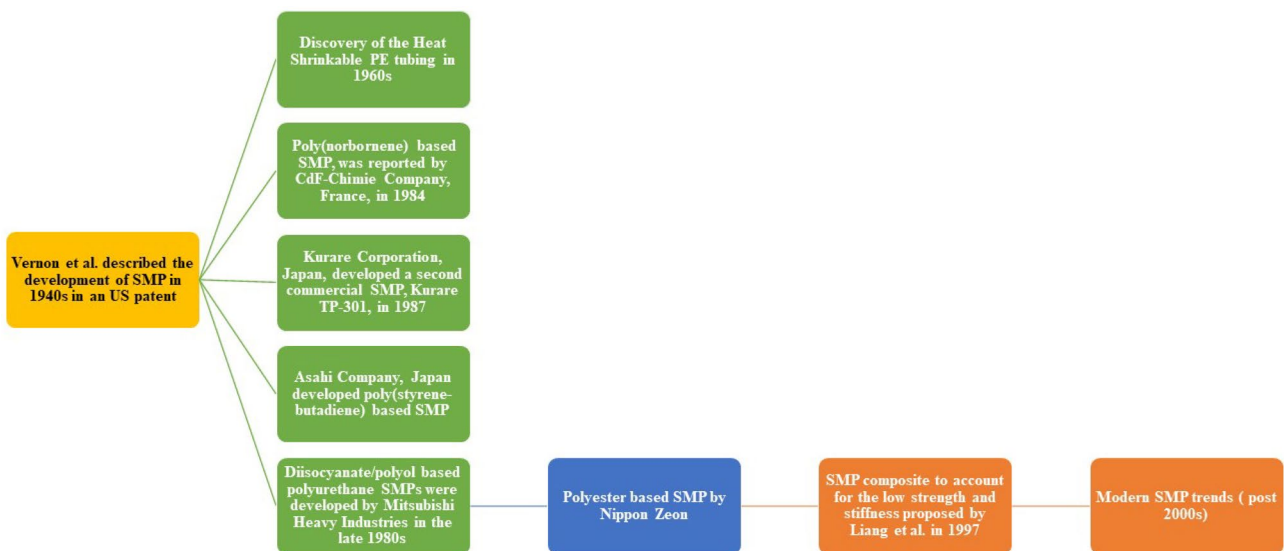 Vernon et al. described the
development of SMP in
1940s in an US patent
Discovery of the Heat
Shrinkable PE tubing in
1960s
Poly(norbornene) based
SMP, was reported by
CdF-Chimie Company,
France, in 1984
Kurare Corporation,
Japan, developed a second
commercial SMP, Kurare
TP-301, in 1987
Asahi Company, Japan
developed poly(styrene-
butadiene) based SMP
Diisocyanate/polyol based
polyurethane SMPs were
developed by Mitsubishi
Heavy Industries in the
late 1980s
Polyester based SMP by
Nippon Zeon
SMP composite to account
for the low strength and
stiffness proposed by
Liang et al. in 1997
Modern SMP trends ( post
2000s)